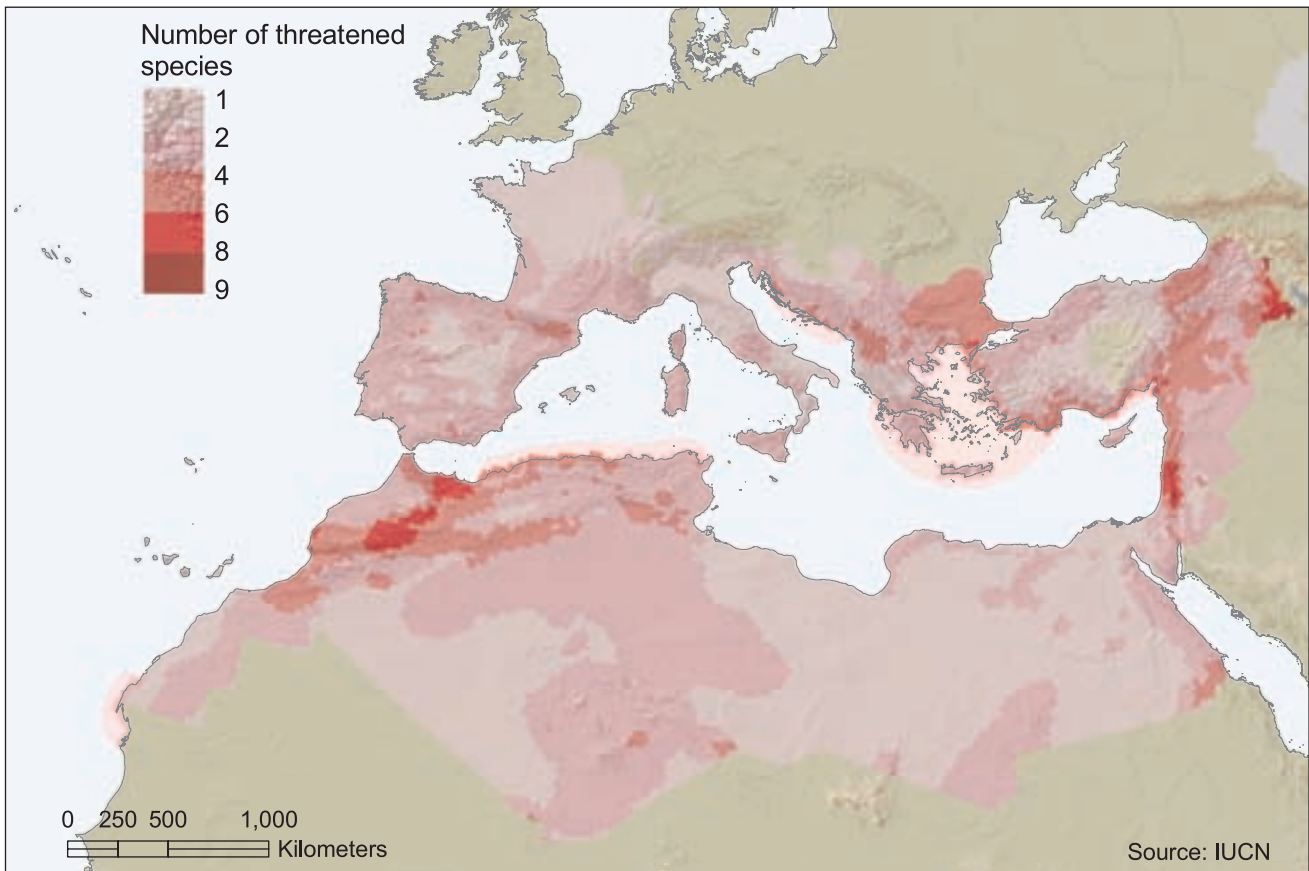 Number of threatened
species
1
2
4
6
8
9
0 250 500 1,000
Kilometers
Source: IUCN